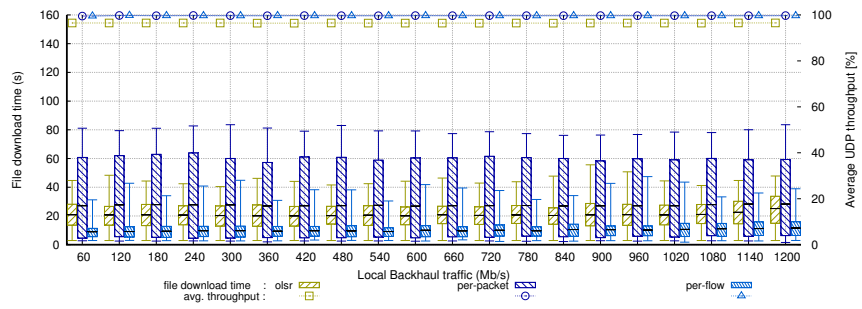 160
140
120
100
80
60
40
20
0
File download time (s)
100
80
60
40
20
0
Average UDP throughput [%]
60 120 180 240 300 360 420 480 540 600 660 720 780 840 900 960 1020 1080 1140 1200
Local Backhaul traffic (Mb/s)
file download time : olsr per-packet per-flow
avg. throughput :